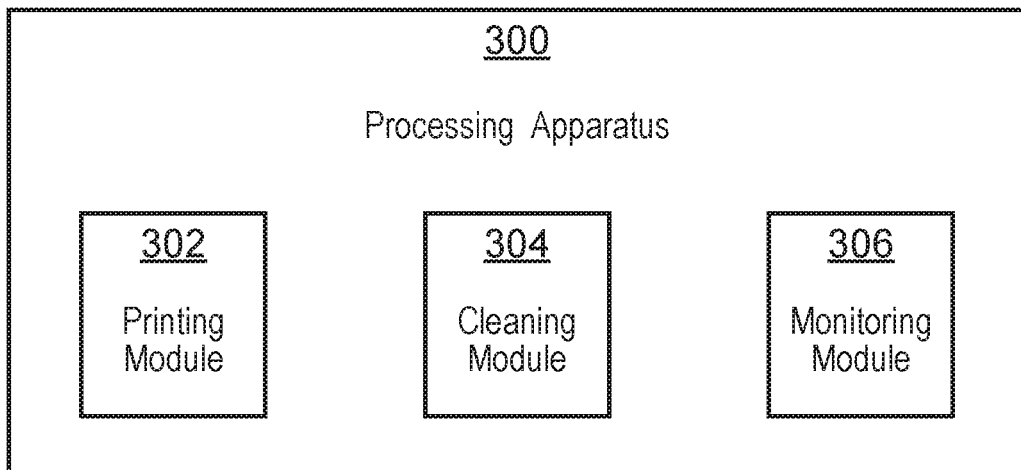 300
Processing Apparatus
302
Printing
Module
304
Cleaning
Module
306
Monitoring
Module